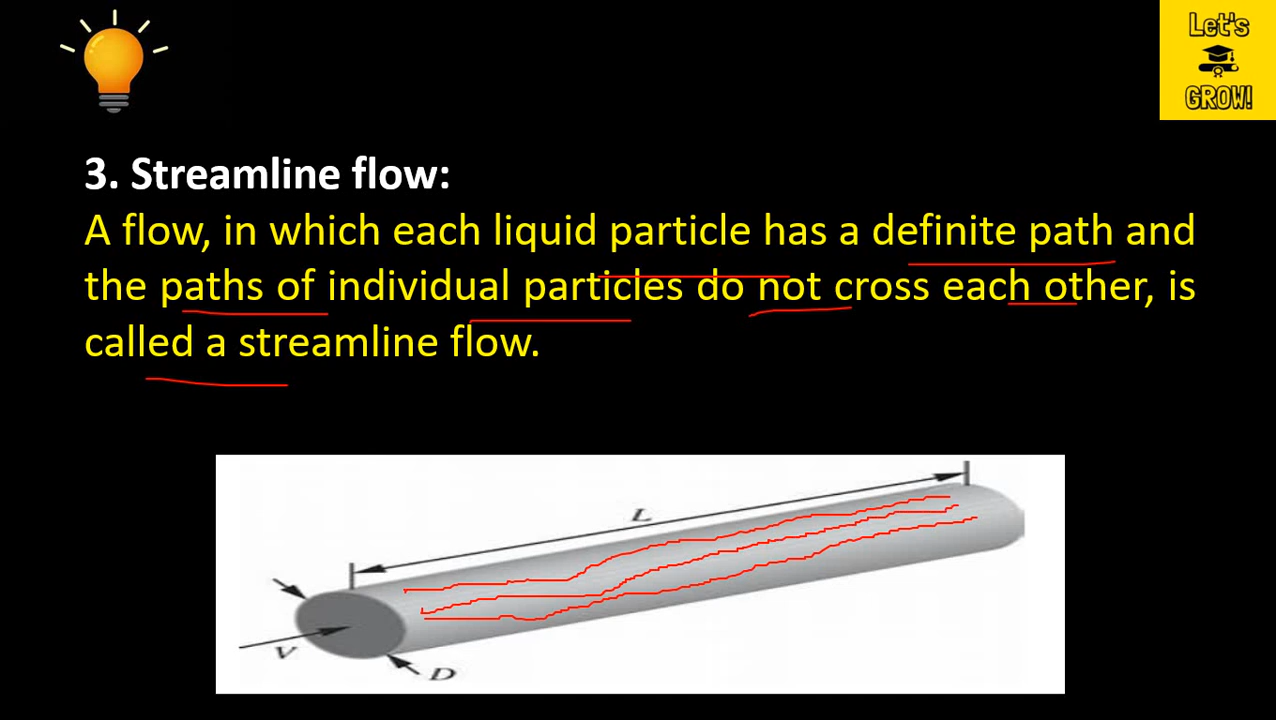 Let's
GROW!
3. Streamline flow:
A flow, in which each liquid particle has a definite path and
the paths of individual particles do not cross each other, is
called a streamline flow.
L
V
D